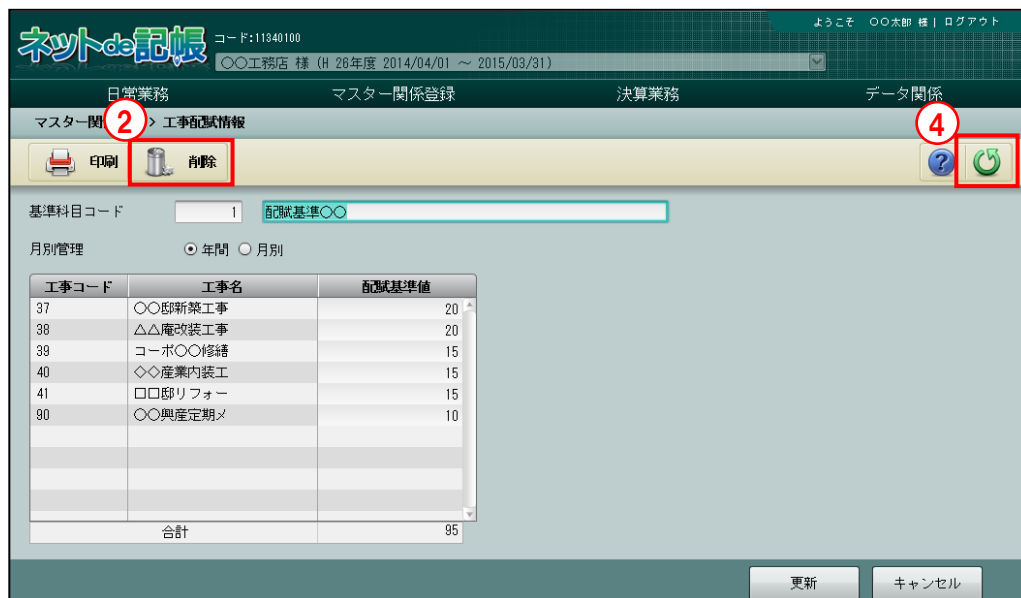 ようこそ ○○太郎 様 | ログアウト
ネットde記帳 コード:11340100
○○工務店 様 (H 26年度 2014/04/01 ～ 2015/03/31)
日常業務 マスター関係登録 決算業務 データ関係
マスター関 ② > 工事配賦情報 ④
印刷 削除 ?
基準科目コード 1 配賦基準○○
月別管理 年間 月別
工事コード 工事名 配賦基準値
37 ○○邸新築工事 20
38 △△庵改装工事 20
39 コーポ○○修繕 15
40 ◇◇産業内装工 15
41 □□邸リフォー 15
90 ○○興産定期メ 10
合計 95
更新 キャンセル